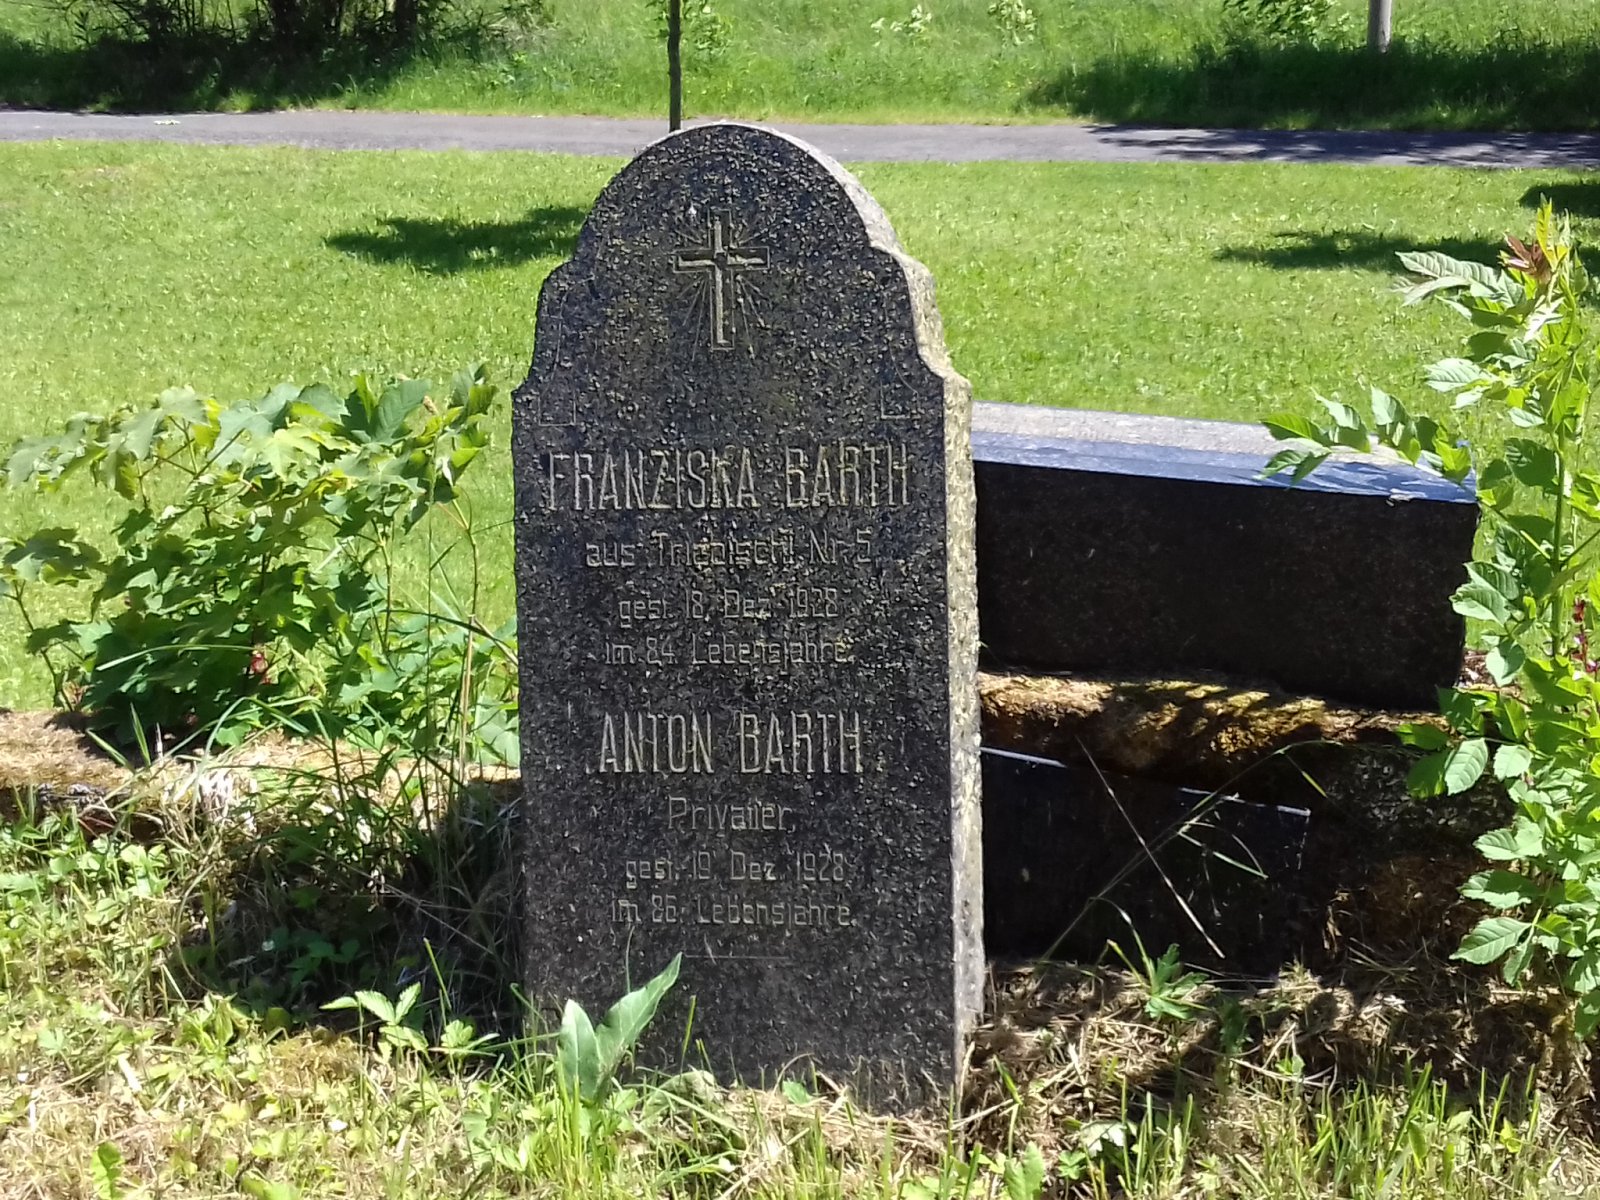 FRANZISKA BARTH
aus Triebischl Nr. 5
gest. 18. Dez. 1928
im 84. Lebensjahre.
ANTON BARTH
Privatier,
gest. 19. Dez. 1928
im 86. Lebensjahre.